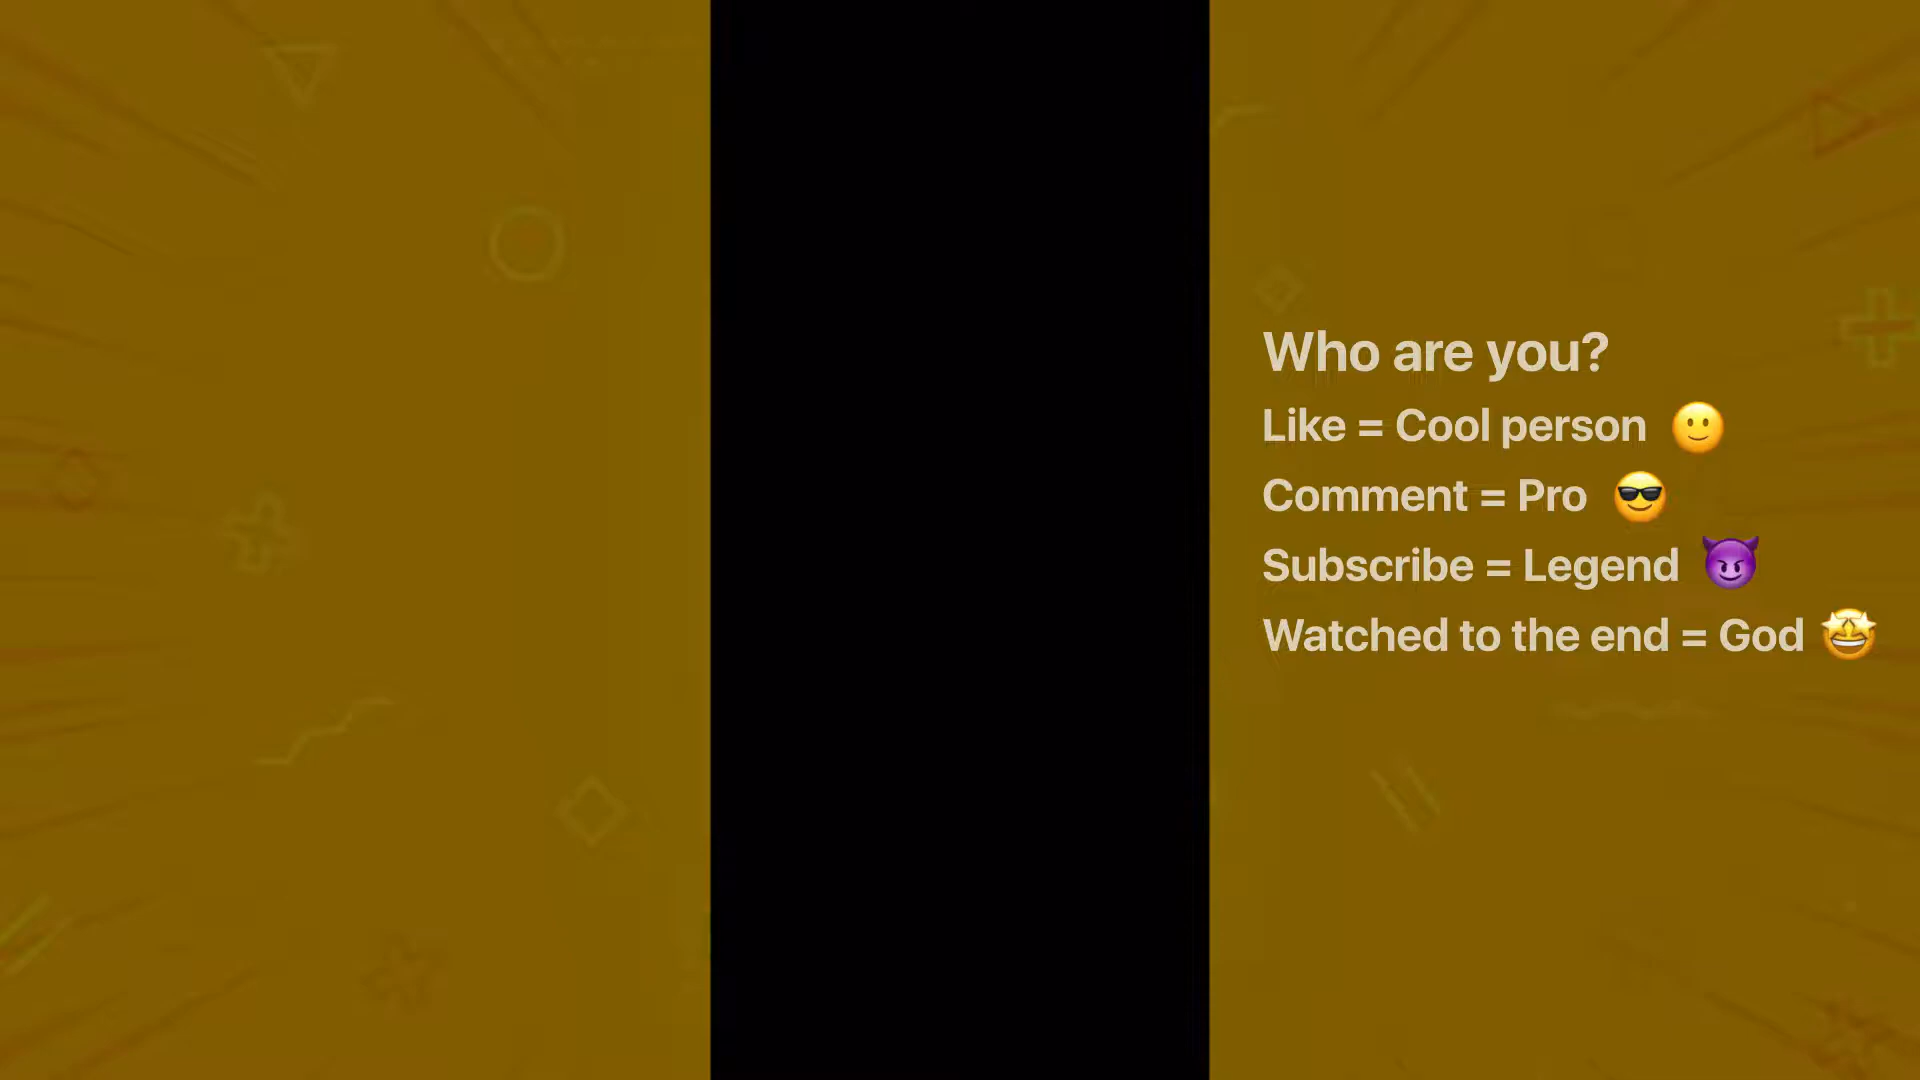 Who are you?
Like = Cool person 🙂
Comment = Pro 😎
Subscribe = Legend 😈
Watched to the end = God 🤩